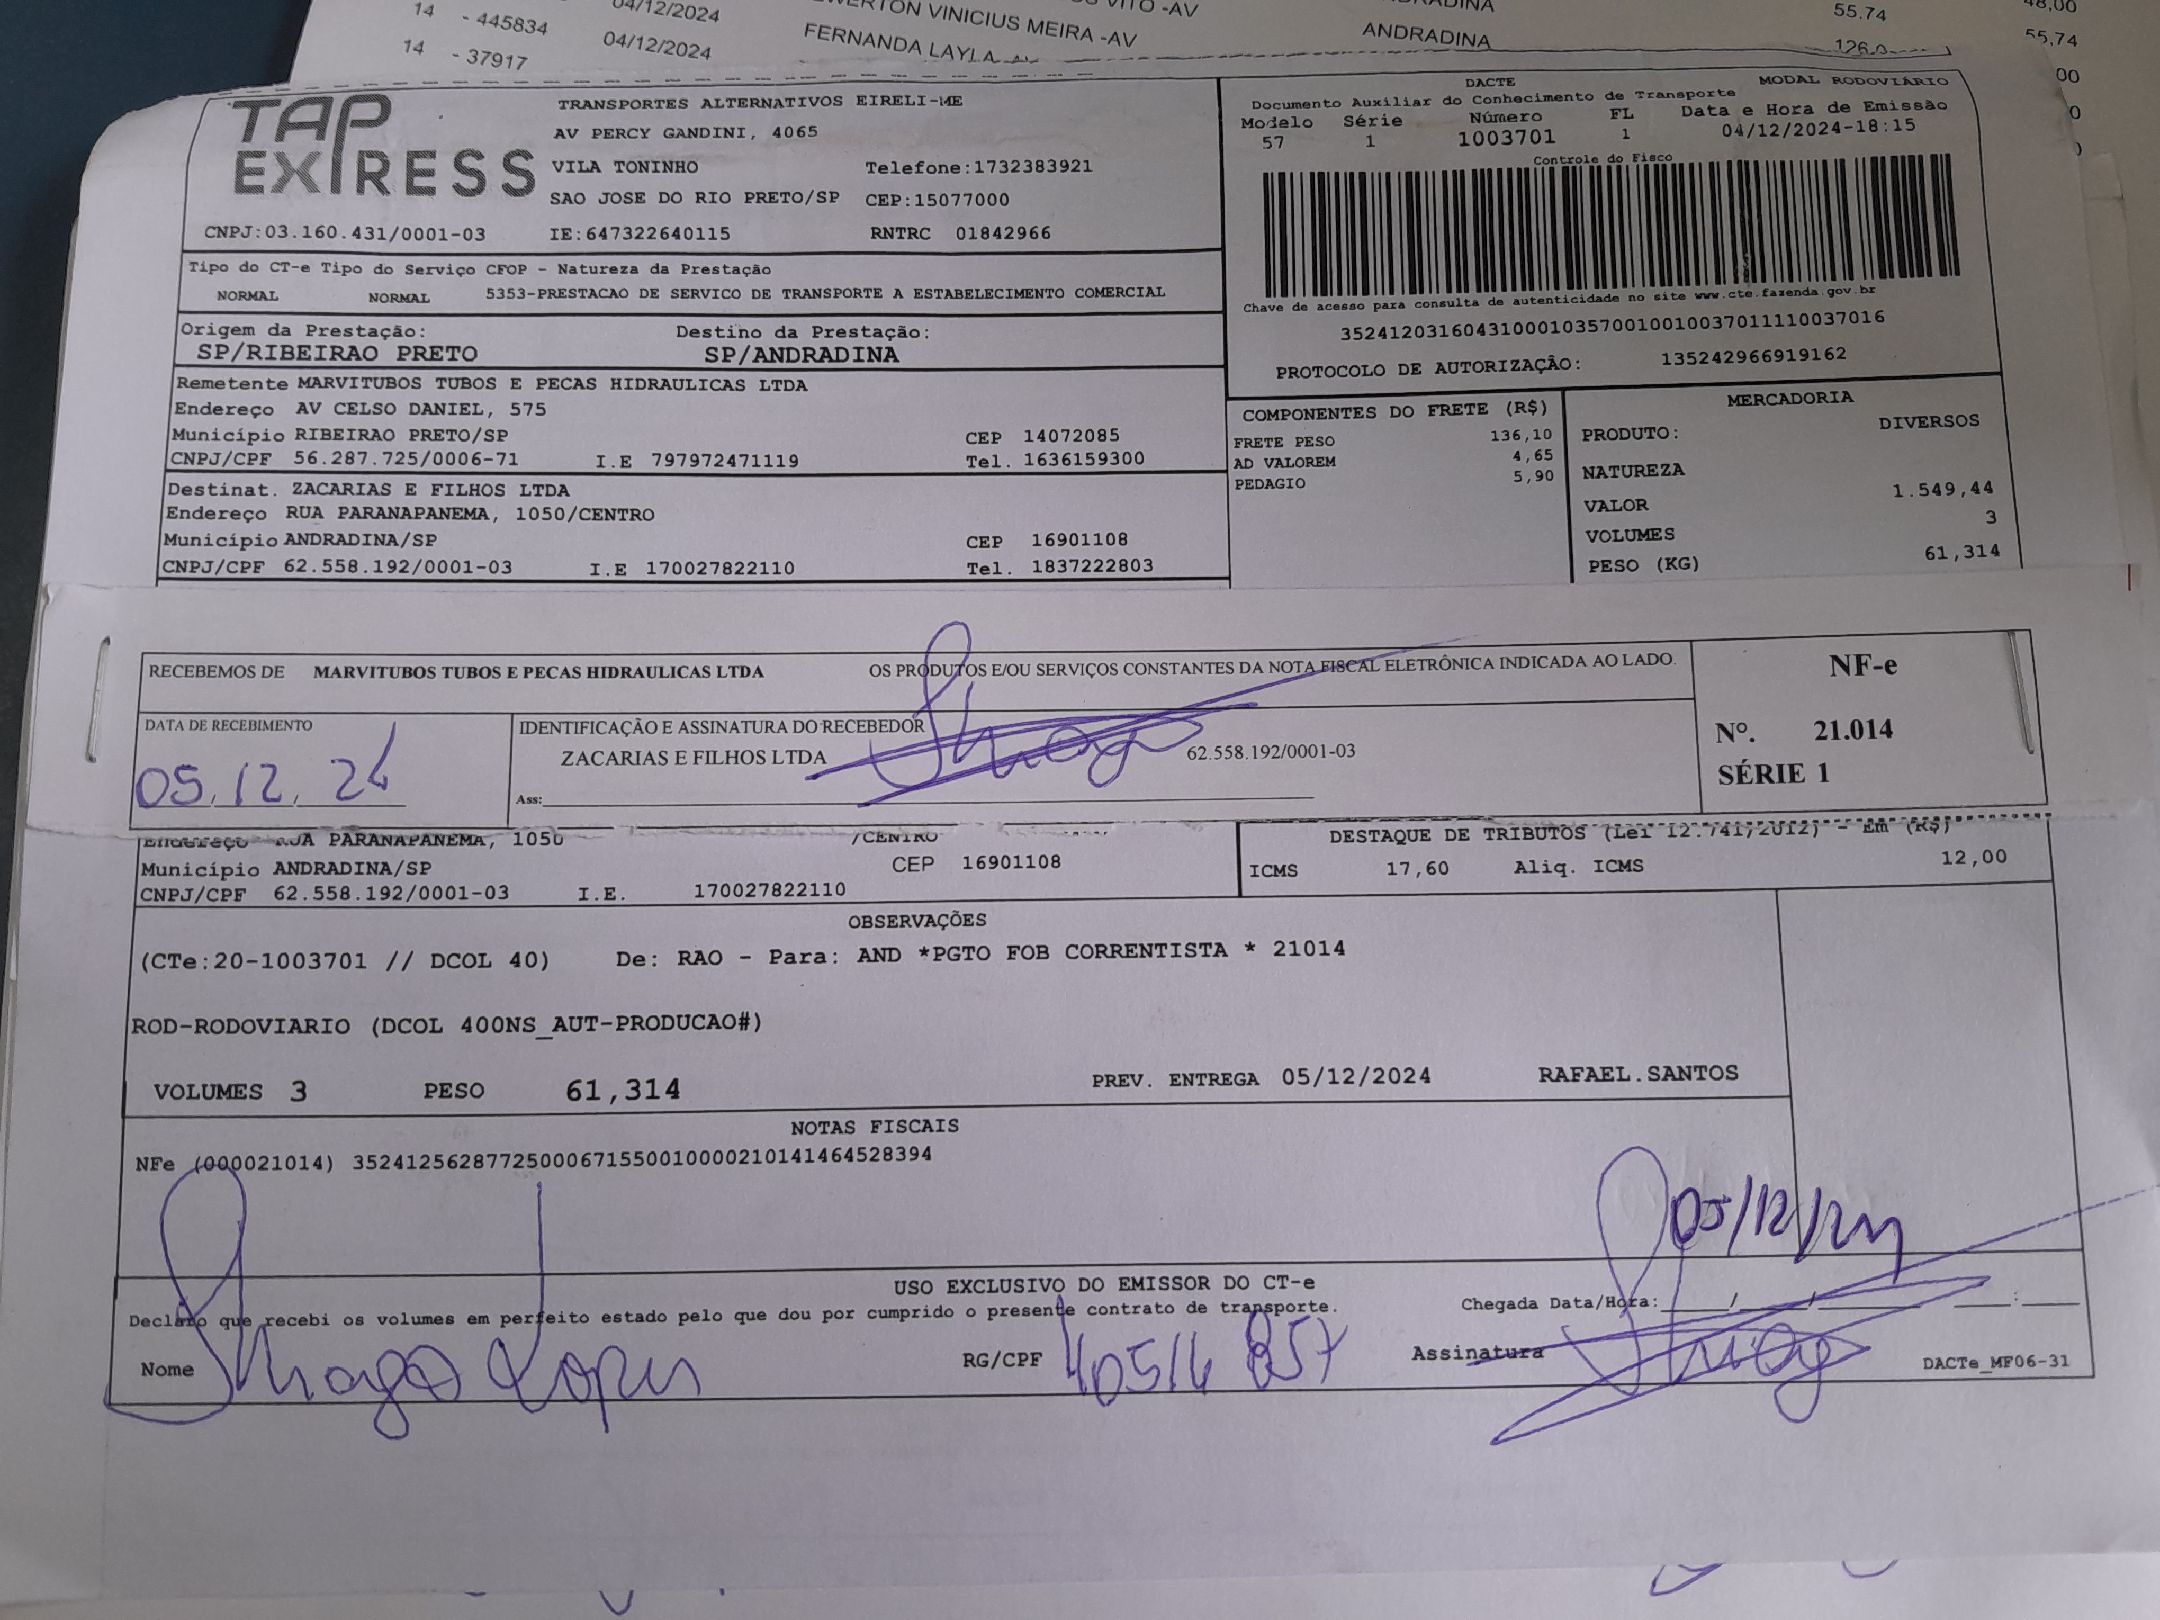 14 - 445834 04/12/2024 VINICIUS MEIRA -AV ANDRADINA 55.74 55,74
14 - 37917 04/12/2024 FERNANDA LAYLA
TAP EXPRESS
TRANSPORTES ALTERNATIVOS EIRELI-ME
AV PERCY GANDINI, 4065
VILA TONINHO Telefone:1732383921
SAO JOSE DO RIO PRETO/SP CEP:15077000
CNPJ:03.160.431/0001-03 IE:647322640115 RNTRC 01842966
DACTE MODAL RODOVIÁRIO
Documento Auxiliar do Conhecimento de Transporte
Modelo Série Número FL Data e Hora de Emissão
57 1 1003701 1 04/12/2024-18:15
Controle do Fisco
Chave de acesso para consulta de autenticidade no site www.cte.fazenda.gov.br
35241203160431000103570010010037011110037016
PROTOCOLO DE AUTORIZAÇÃO: 135242966919162
Tipo do CT-e Tipo do Serviço CFOP - Natureza da Prestação
NORMAL NORMAL 5353-PRESTACAO DE SERVICO DE TRANSPORTE A ESTABELECIMENTO COMERCIAL
Origem da Prestação: Destino da Prestação:
SP/RIBEIRAO PRETO SP/ANDRADINA
Remetente MARVITUBOS TUBOS E PECAS HIDRAULICAS LTDA
Endereço AV CELSO DANIEL, 575
Município RIBEIRAO PRETO/SP CEP 14072085
CNPJ/CPF 56.287.725/0006-71 I.E 797972471119 Tel. 1636159300
Destinat. ZACARIAS E FILHOS LTDA
Endereço RUA PARANAPANEMA, 1050/CENTRO
Município ANDRADINA/SP CEP 16901108
CNPJ/CPF 62.558.192/0001-03 I.E 170027822110 Tel. 1837222803
COMPONENTES DO FRETE (R$)
FRETE PESO 136,10
AD VALOREM 4,65
PEDAGIO 5,90
MERCADORIA
PRODUTO: DIVERSOS
NATUREZA
VALOR 1.549,44
VOLUMES 3
PESO (KG) 61,314
RECEBEMOS DE MARVITUBOS TUBOS E PECAS HIDRAULICAS LTDA OS PRODUTOS E/OU SERVIÇOS CONSTANTES DA NOTA FISCAL ELETRÔNICA INDICADA AO LADO.
DATA DE RECEBIMENTO
05.12.24
IDENTIFICAÇÃO E ASSINATURA DO RECEBEDOR
ZACARIAS E FILHOS LTDA Thiago 62.558.192/0001-03
Ass:
NF-e
Nº. 21.014
SÉRIE 1
Endereço RUA PARANAPANEMA, 1050 /CENTRO
Município ANDRADINA/SP CEP 16901108
CNPJ/CPF 62.558.192/0001-03 I.E. 170027822110
DESTAQUE DE TRIBUTOS (Lei 12.741/2012) - Em (R$)
ICMS 17,60 Aliq. ICMS 12,00
OBSERVAÇÕES
(CTe:20-1003701 // DCOL 40) De: RAO - Para: AND *PGTO FOB CORRENTISTA * 21014
ROD-RODOVIARIO (DCOL 400NS_AUT-PRODUCAO#)
VOLUMES 3 PESO 61,314 PREV. ENTREGA 05/12/2024 RAFAEL.SANTOS
NOTAS FISCAIS
NFe (000021014) 35241256287725000671550010000210141464528394
05/12/24
USO EXCLUSIVO DO EMISSOR DO CT-e
Declaro que recebi os volumes em perfeito estado pelo que dou por cumprido o presente contrato de transporte. Chegada Data/Hora:
Nome Thiago Lopes RG/CPF Assinatura Thiago DACTe_MF06-31